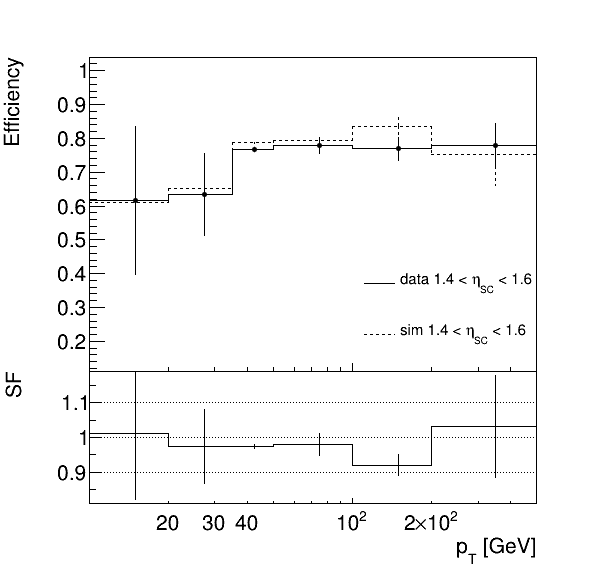 Efficiency
1
0.9
0.8
0.7
0.6
0.5
0.4
0.3
0.2
data 1.4 < η_SC < 1.6
sim 1.4 < η_SC < 1.6
SF
1.1
1
0.9
20 30 40 10² 2×10²
p_T [GeV]